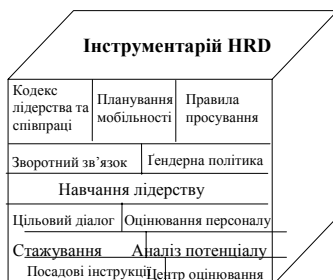 Інструментарій HRD
Кодекс лідерства та співпраці
Планування мобільності
Правила просування
Зворотний зв’язок Ґендерна політика
Навчання лідерству
Цільовий діалог Оцінювання персоналу
Стажування Аналіз потенціалу
Посадові інструкції Центр оцінювання